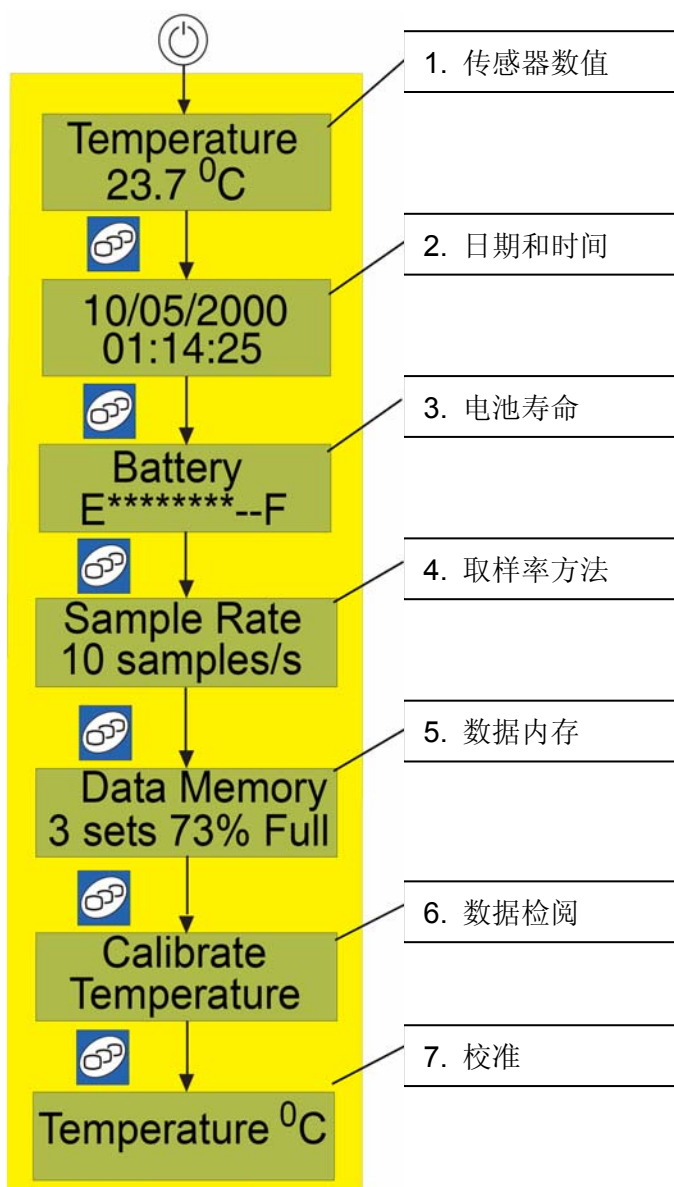 1. 传感器数值
Temperature
23.7 ⁰C
2. 日期和时间
10/05/2000
01:14:25
3. 电池寿命
Battery
E********--F
4. 取样率方法
Sample Rate
10 samples/s
5. 数据内存
Data Memory
3 sets 73% Full
6. 数据检阅
Calibrate
Temperature
7. 校准
Temperature ⁰C